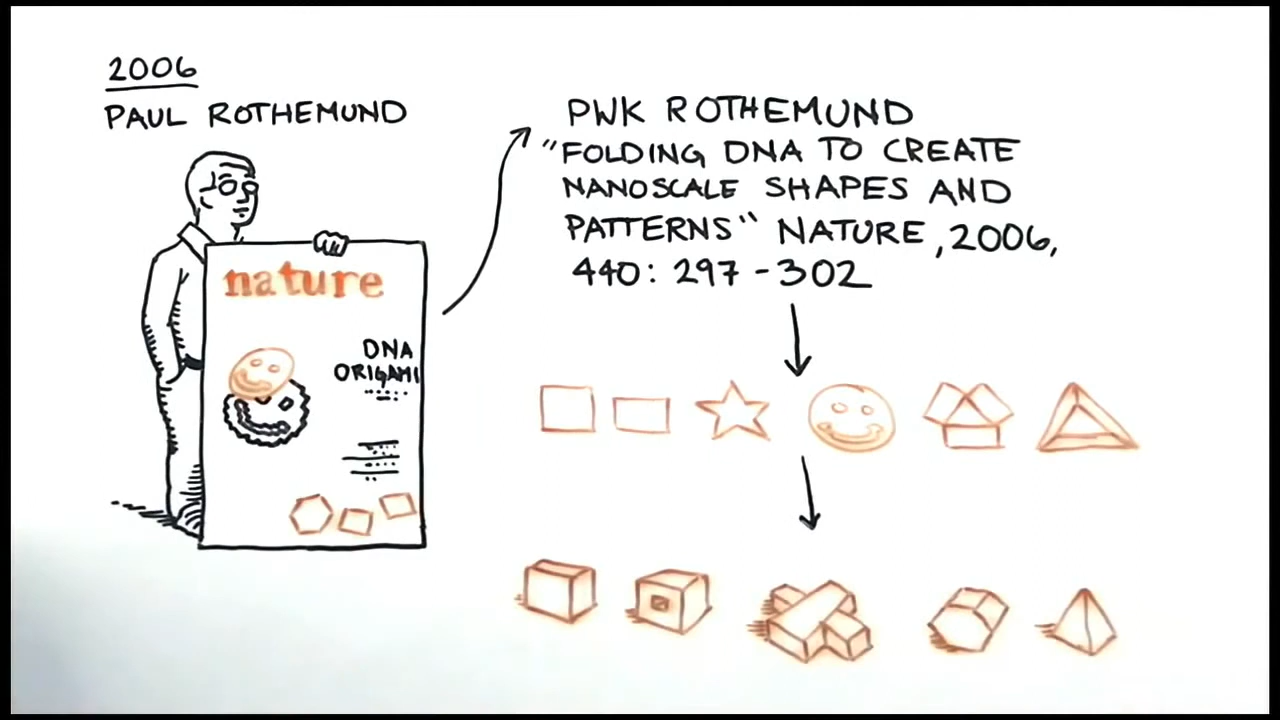 2006
PAUL ROTHEMUND
nature
DNA
ORIGAMI
PWK ROTHEMUND
"FOLDING DNA TO CREATE
NANOSCALE SHAPES AND
PATTERNS" NATURE, 2006,
440: 297-302